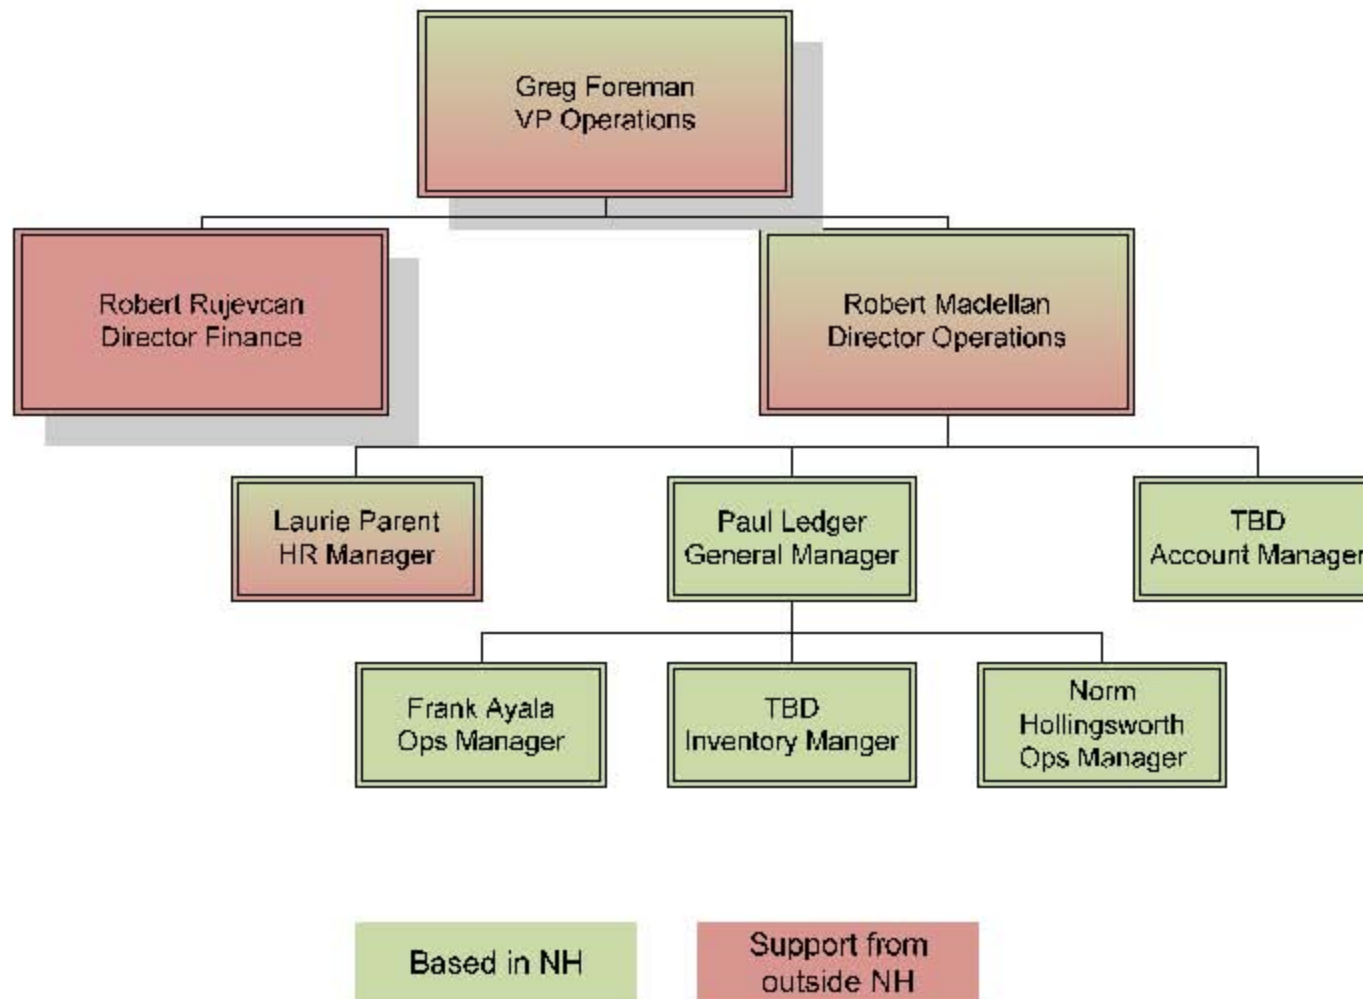 Greg Foreman
VP Operations
Robert Rujevcan
Director Finance
Robert Maclellan
Director Operations
Laurie Parent
HR Manager
Paul Ledger
General Manager
TBD
Account Manager
Frank Ayala
Ops Manager
TBD
Inventory Manger
Norm
Hollingsworth
Ops Manager
Based in NH
Support from
outside NH